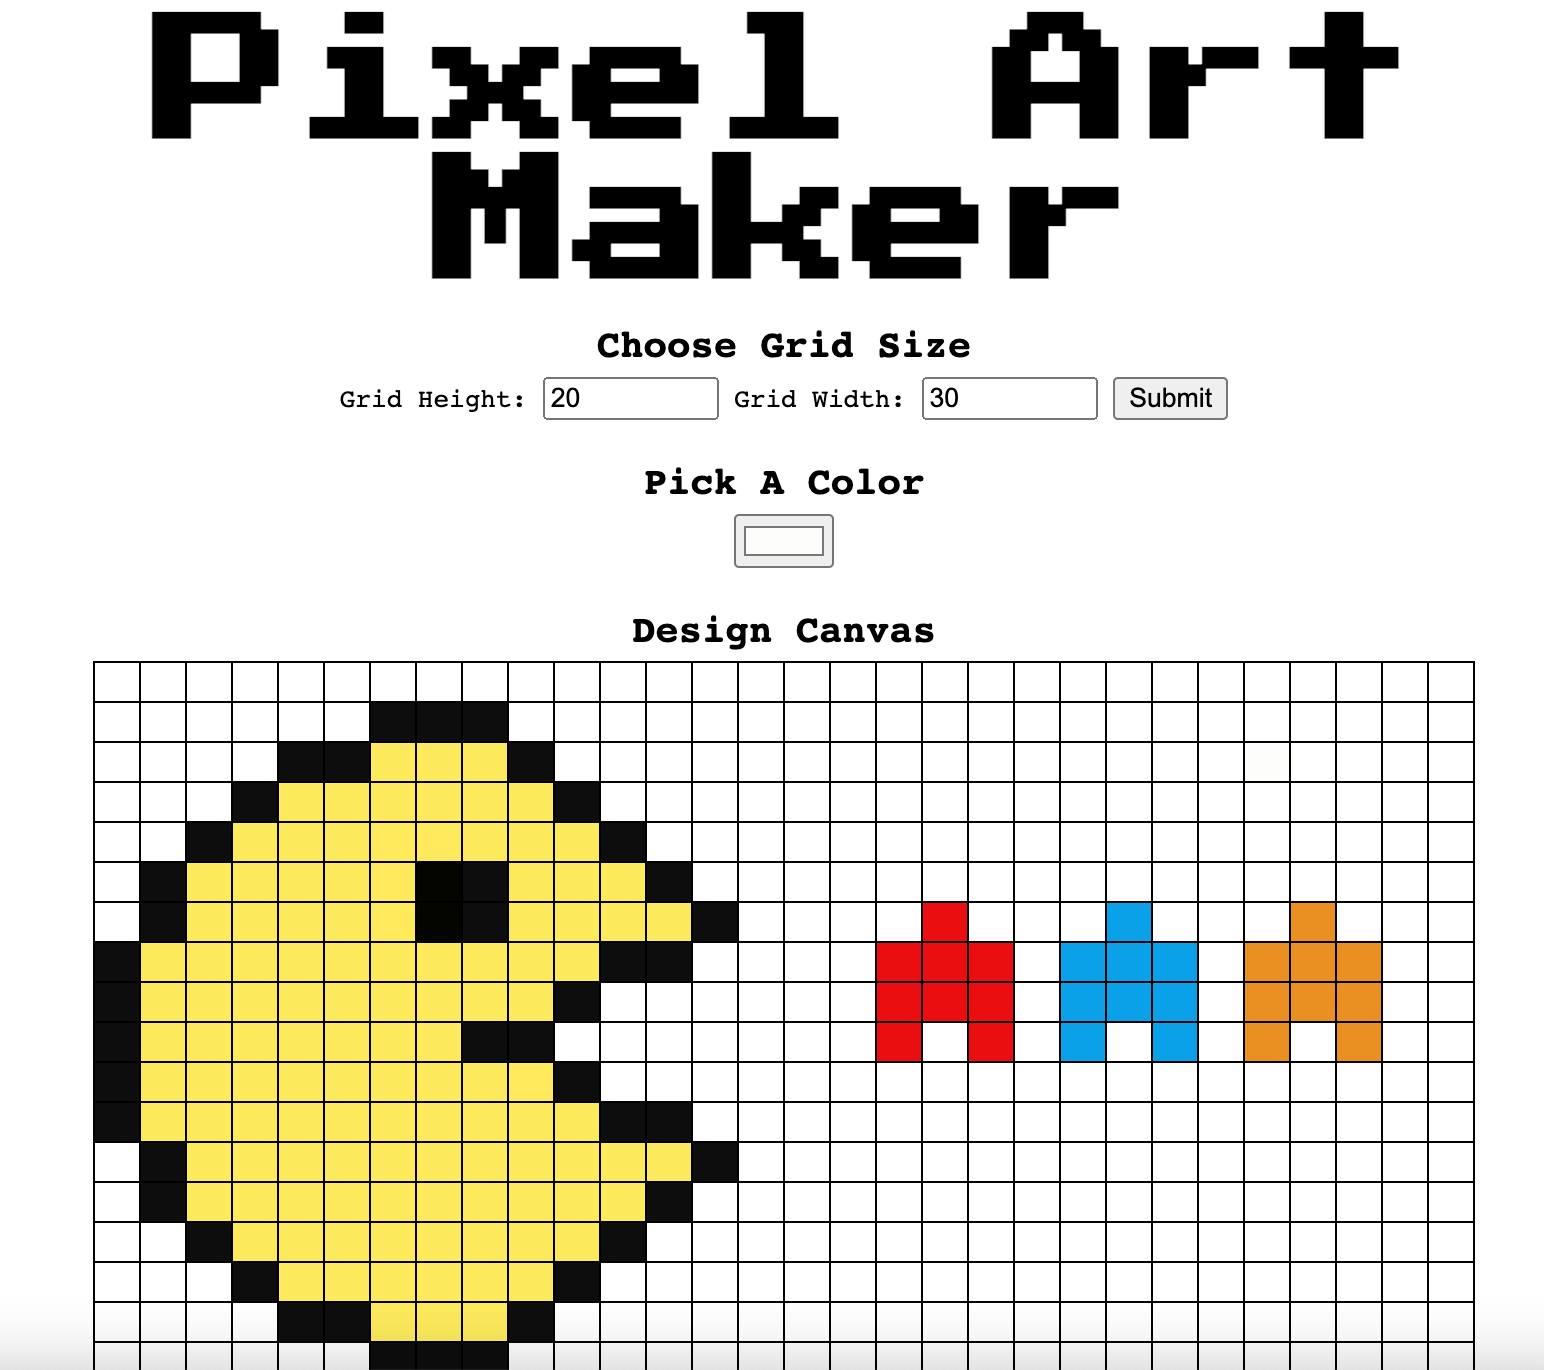 Pixel Art
Maker
Choose Grid Size
Grid Height: 20 Grid Width: 30 Submit
Pick A Color
Design Canvas